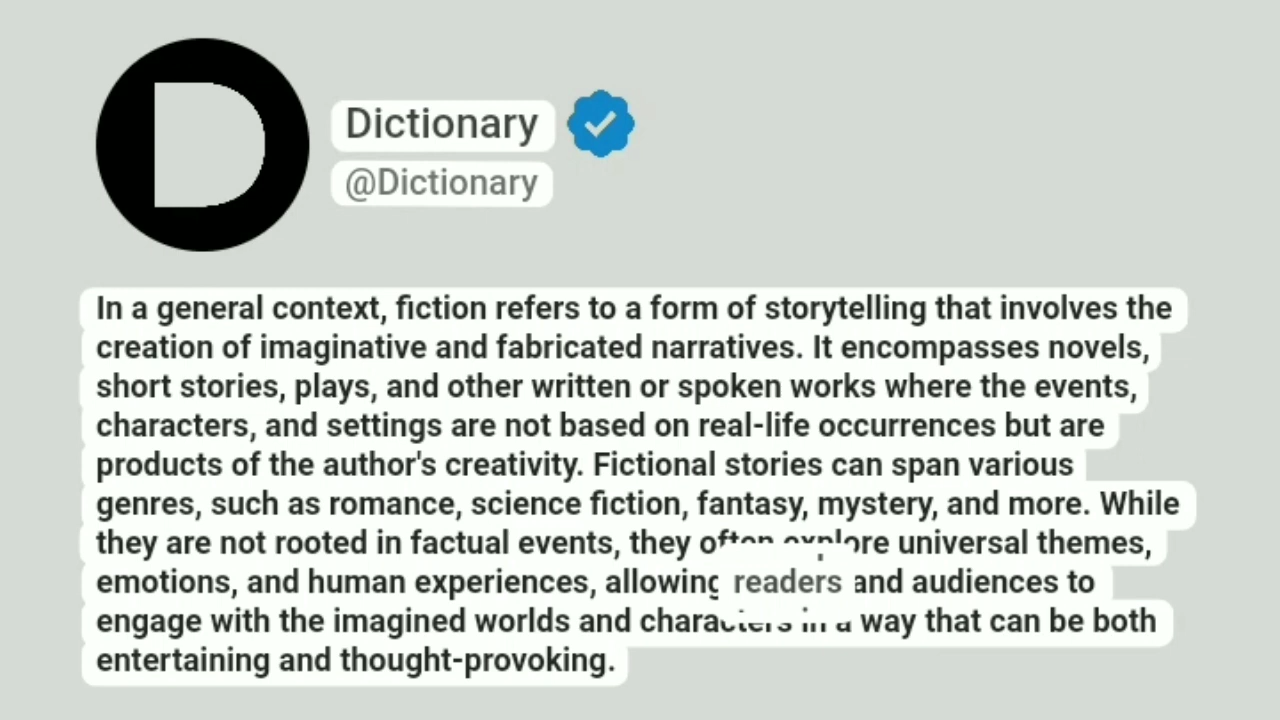 D
Dictionary
@Dictionary
In a general context, fiction refers to a form of storytelling that involves the
creation of imaginative and fabricated narratives. It encompasses novels,
short stories, plays, and other written or spoken works where the events,
characters, and settings are not based on real-life occurrences but are
products of the author's creativity. Fictional stories can span various
genres, such as romance, science fiction, fantasy, mystery, and more. While
they are not rooted in factual events, they often explore universal themes,
emotions, and human experiences, allowing readers and audiences to
engage with the imagined worlds and characters in a way that can be both
entertaining and thought-provoking.